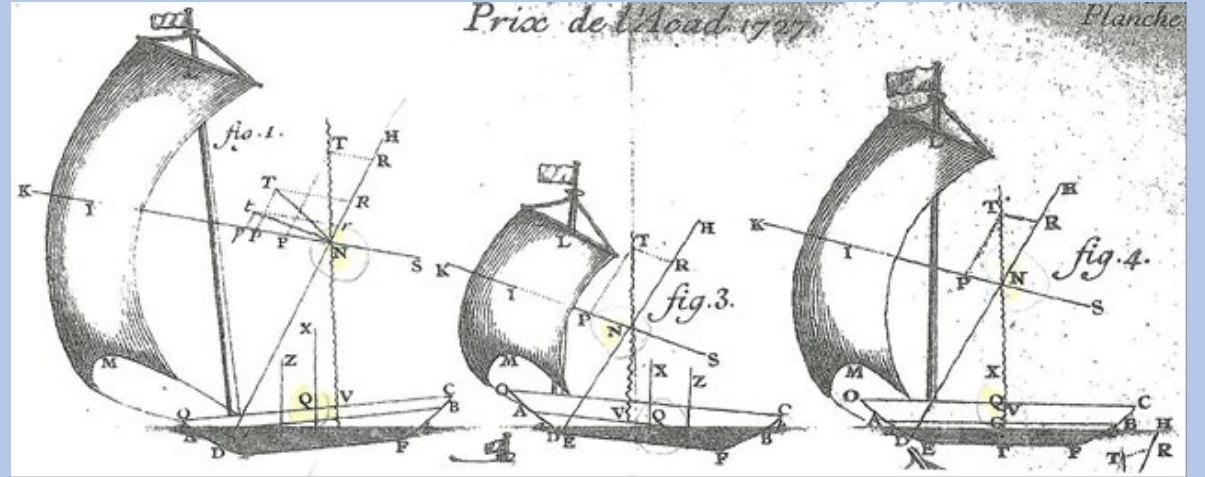 Prix de l'Acad. 1727.
Planche
fig. 1.
T
H
R
T
R
K
I
t
p
P
P
r
N
S
X
Z
M
Q
V
C
B
O
A
D
F
fig. 3.
H
T
R
L
K
I
P
N
S
M
X
Z
O
A
V
Q
C
B
D
E
F
fig. 4.
L
H
T
R
K
I
P
N
S
X
M
O
Q
V
C
A
G
B
H
D
E
T
F
T
R